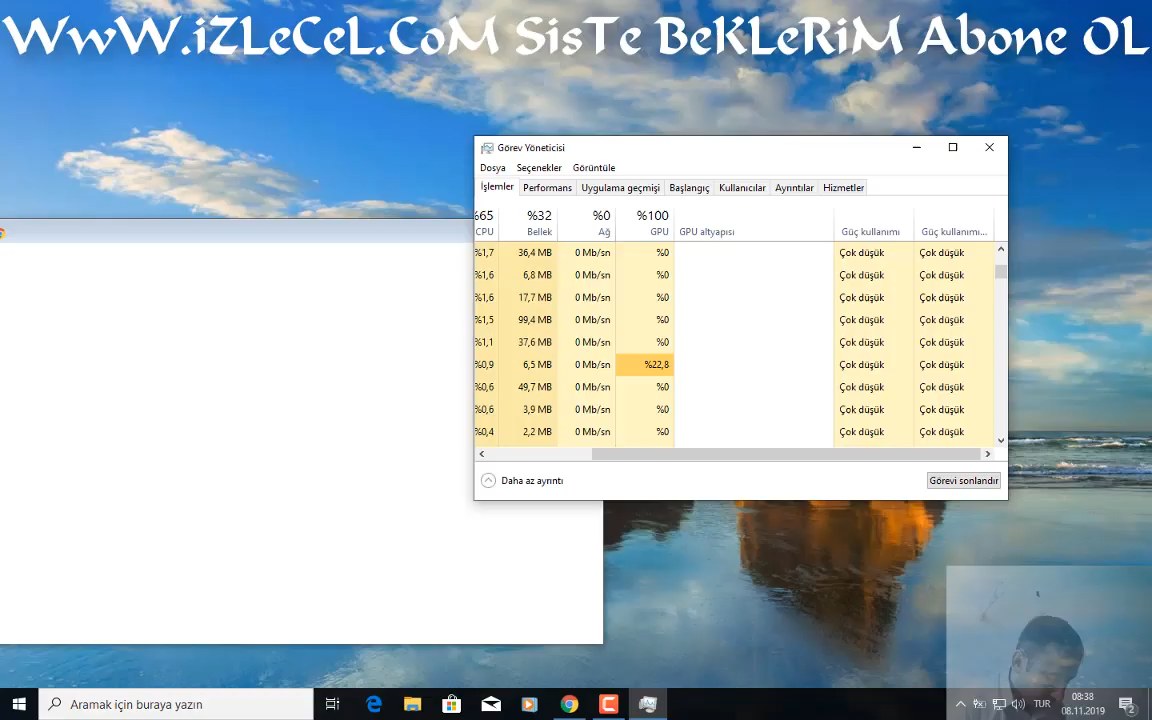 WwW.iZLeCeL.CoM SisTe BeKLeRiM Abone OL
Görev Yöneticisi
Dosya Seçenekler Görüntüle
İşlemler Performans Uygulama geçmişi Başlangıç Kullanıcılar Ayrıntılar Hizmetler
%65 %32 %0 %100
CPU Bellek Ağ GPU GPU altyapısı Güç kullanımı Güç kullanımı...
%1,7 36,4 MB 0 Mb/sn %0 Çok düşük Çok düşük
%1,6 6,8 MB 0 Mb/sn %0 Çok düşük Çok düşük
%1,6 17,7 MB 0 Mb/sn %0 Çok düşük Çok düşük
%1,5 99,4 MB 0 Mb/sn %0 Çok düşük Çok düşük
%1,1 37,6 MB 0 Mb/sn %0 Çok düşük Çok düşük
%0,9 6,5 MB 0 Mb/sn %22,8 Çok düşük Çok düşük
%0,6 49,7 MB 0 Mb/sn %0 Çok düşük Çok düşük
%0,6 3,9 MB 0 Mb/sn %0 Çok düşük Çok düşük
%0,4 2,2 MB 0 Mb/sn %0 Çok düşük Çok düşük
Daha az ayrıntı Görevi sonlandır
Aramak için buraya yazın TUR 08:38
08.11.2019 2